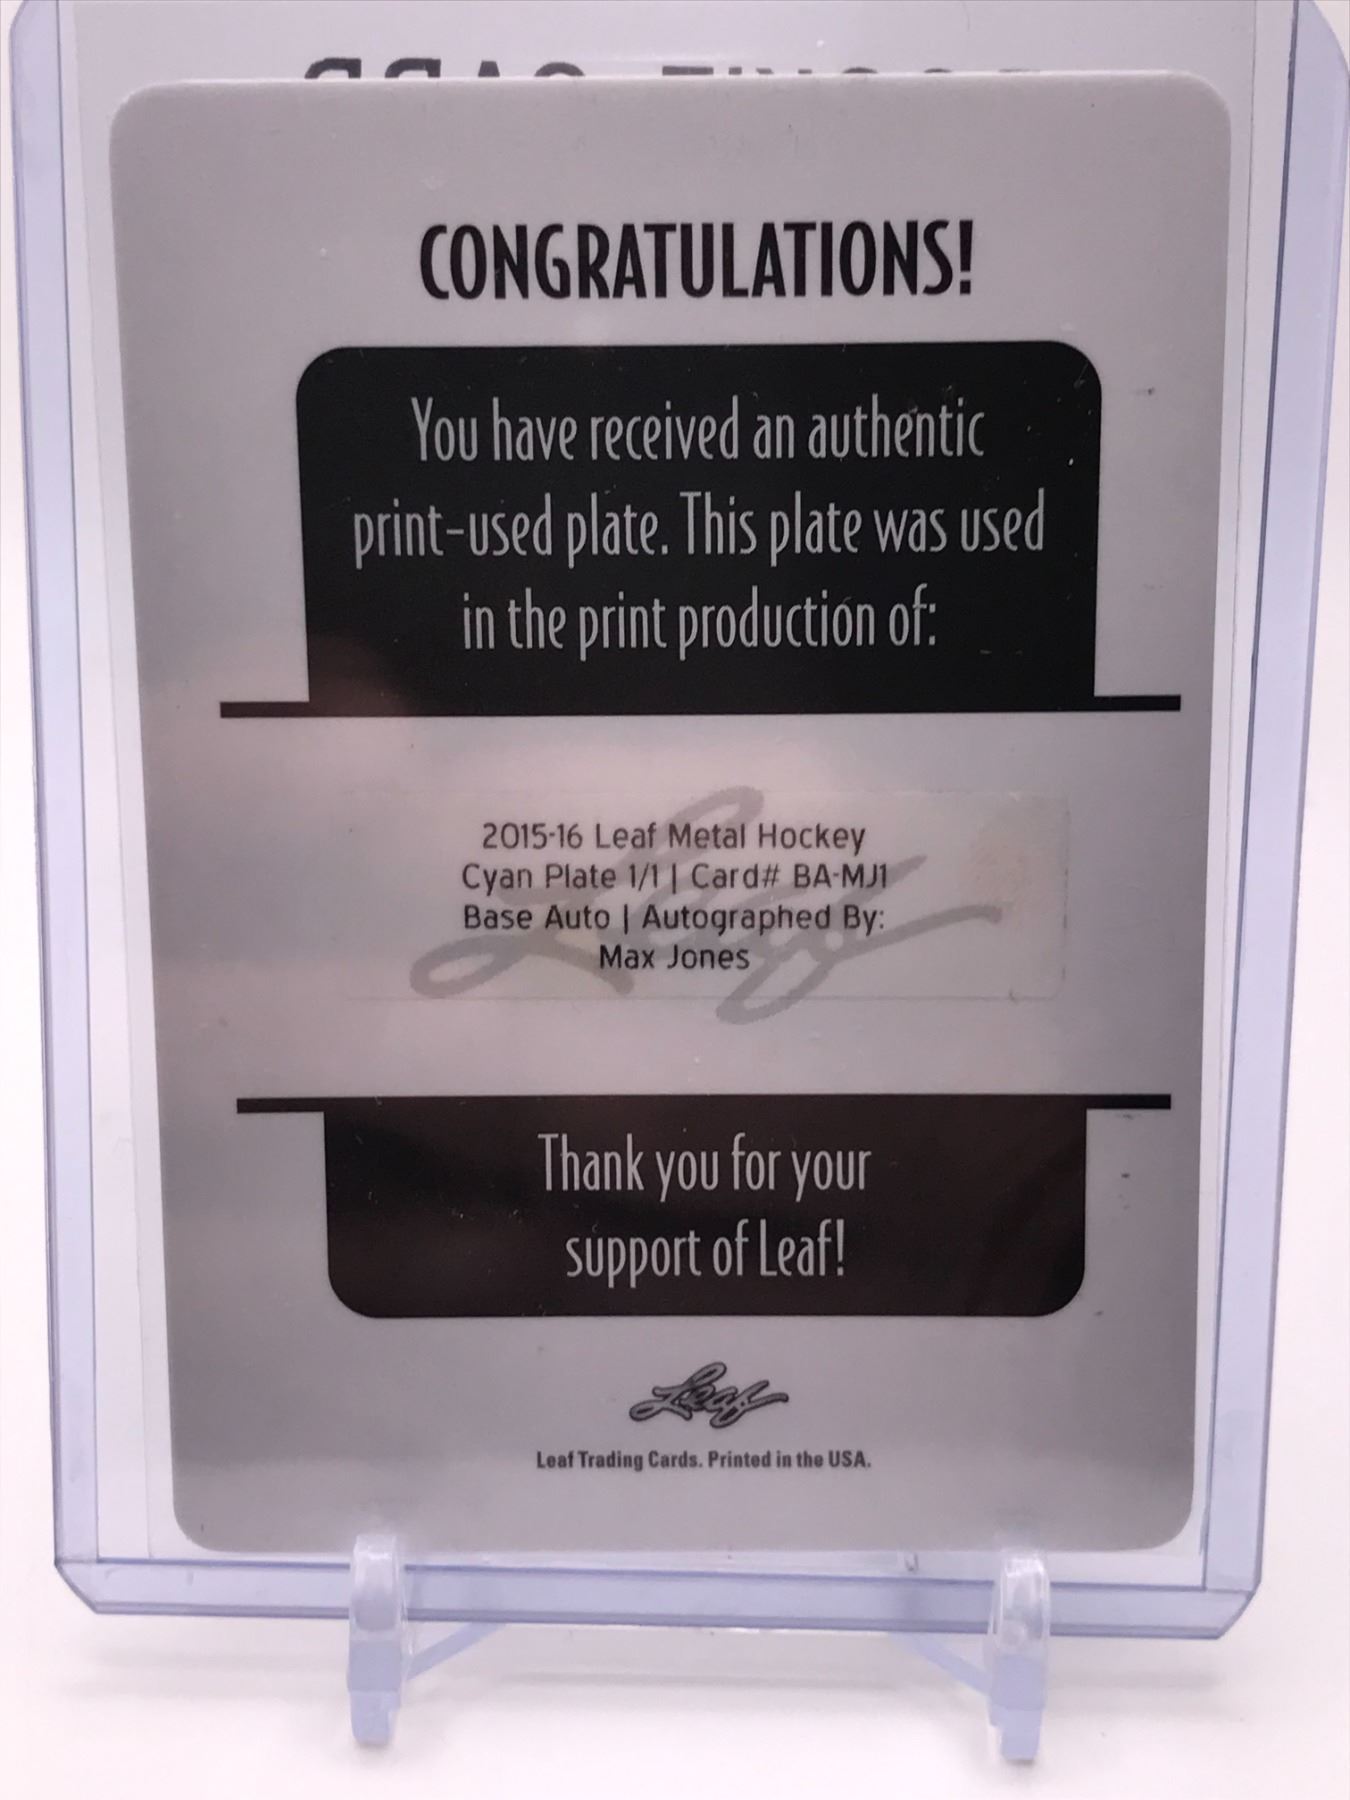 CONGRATULATIONS!
You have received an authentic
print-used plate. This plate was used
in the print production of:
2015-16 Leaf Metal Hockey
Cyan Plate 1/1 | Card# BA-MJ1
Base Auto | Autographed By:
Max Jones
Leaf
Thank you for your
support of Leaf!
Leaf
Leaf Trading Cards. Printed in the USA.